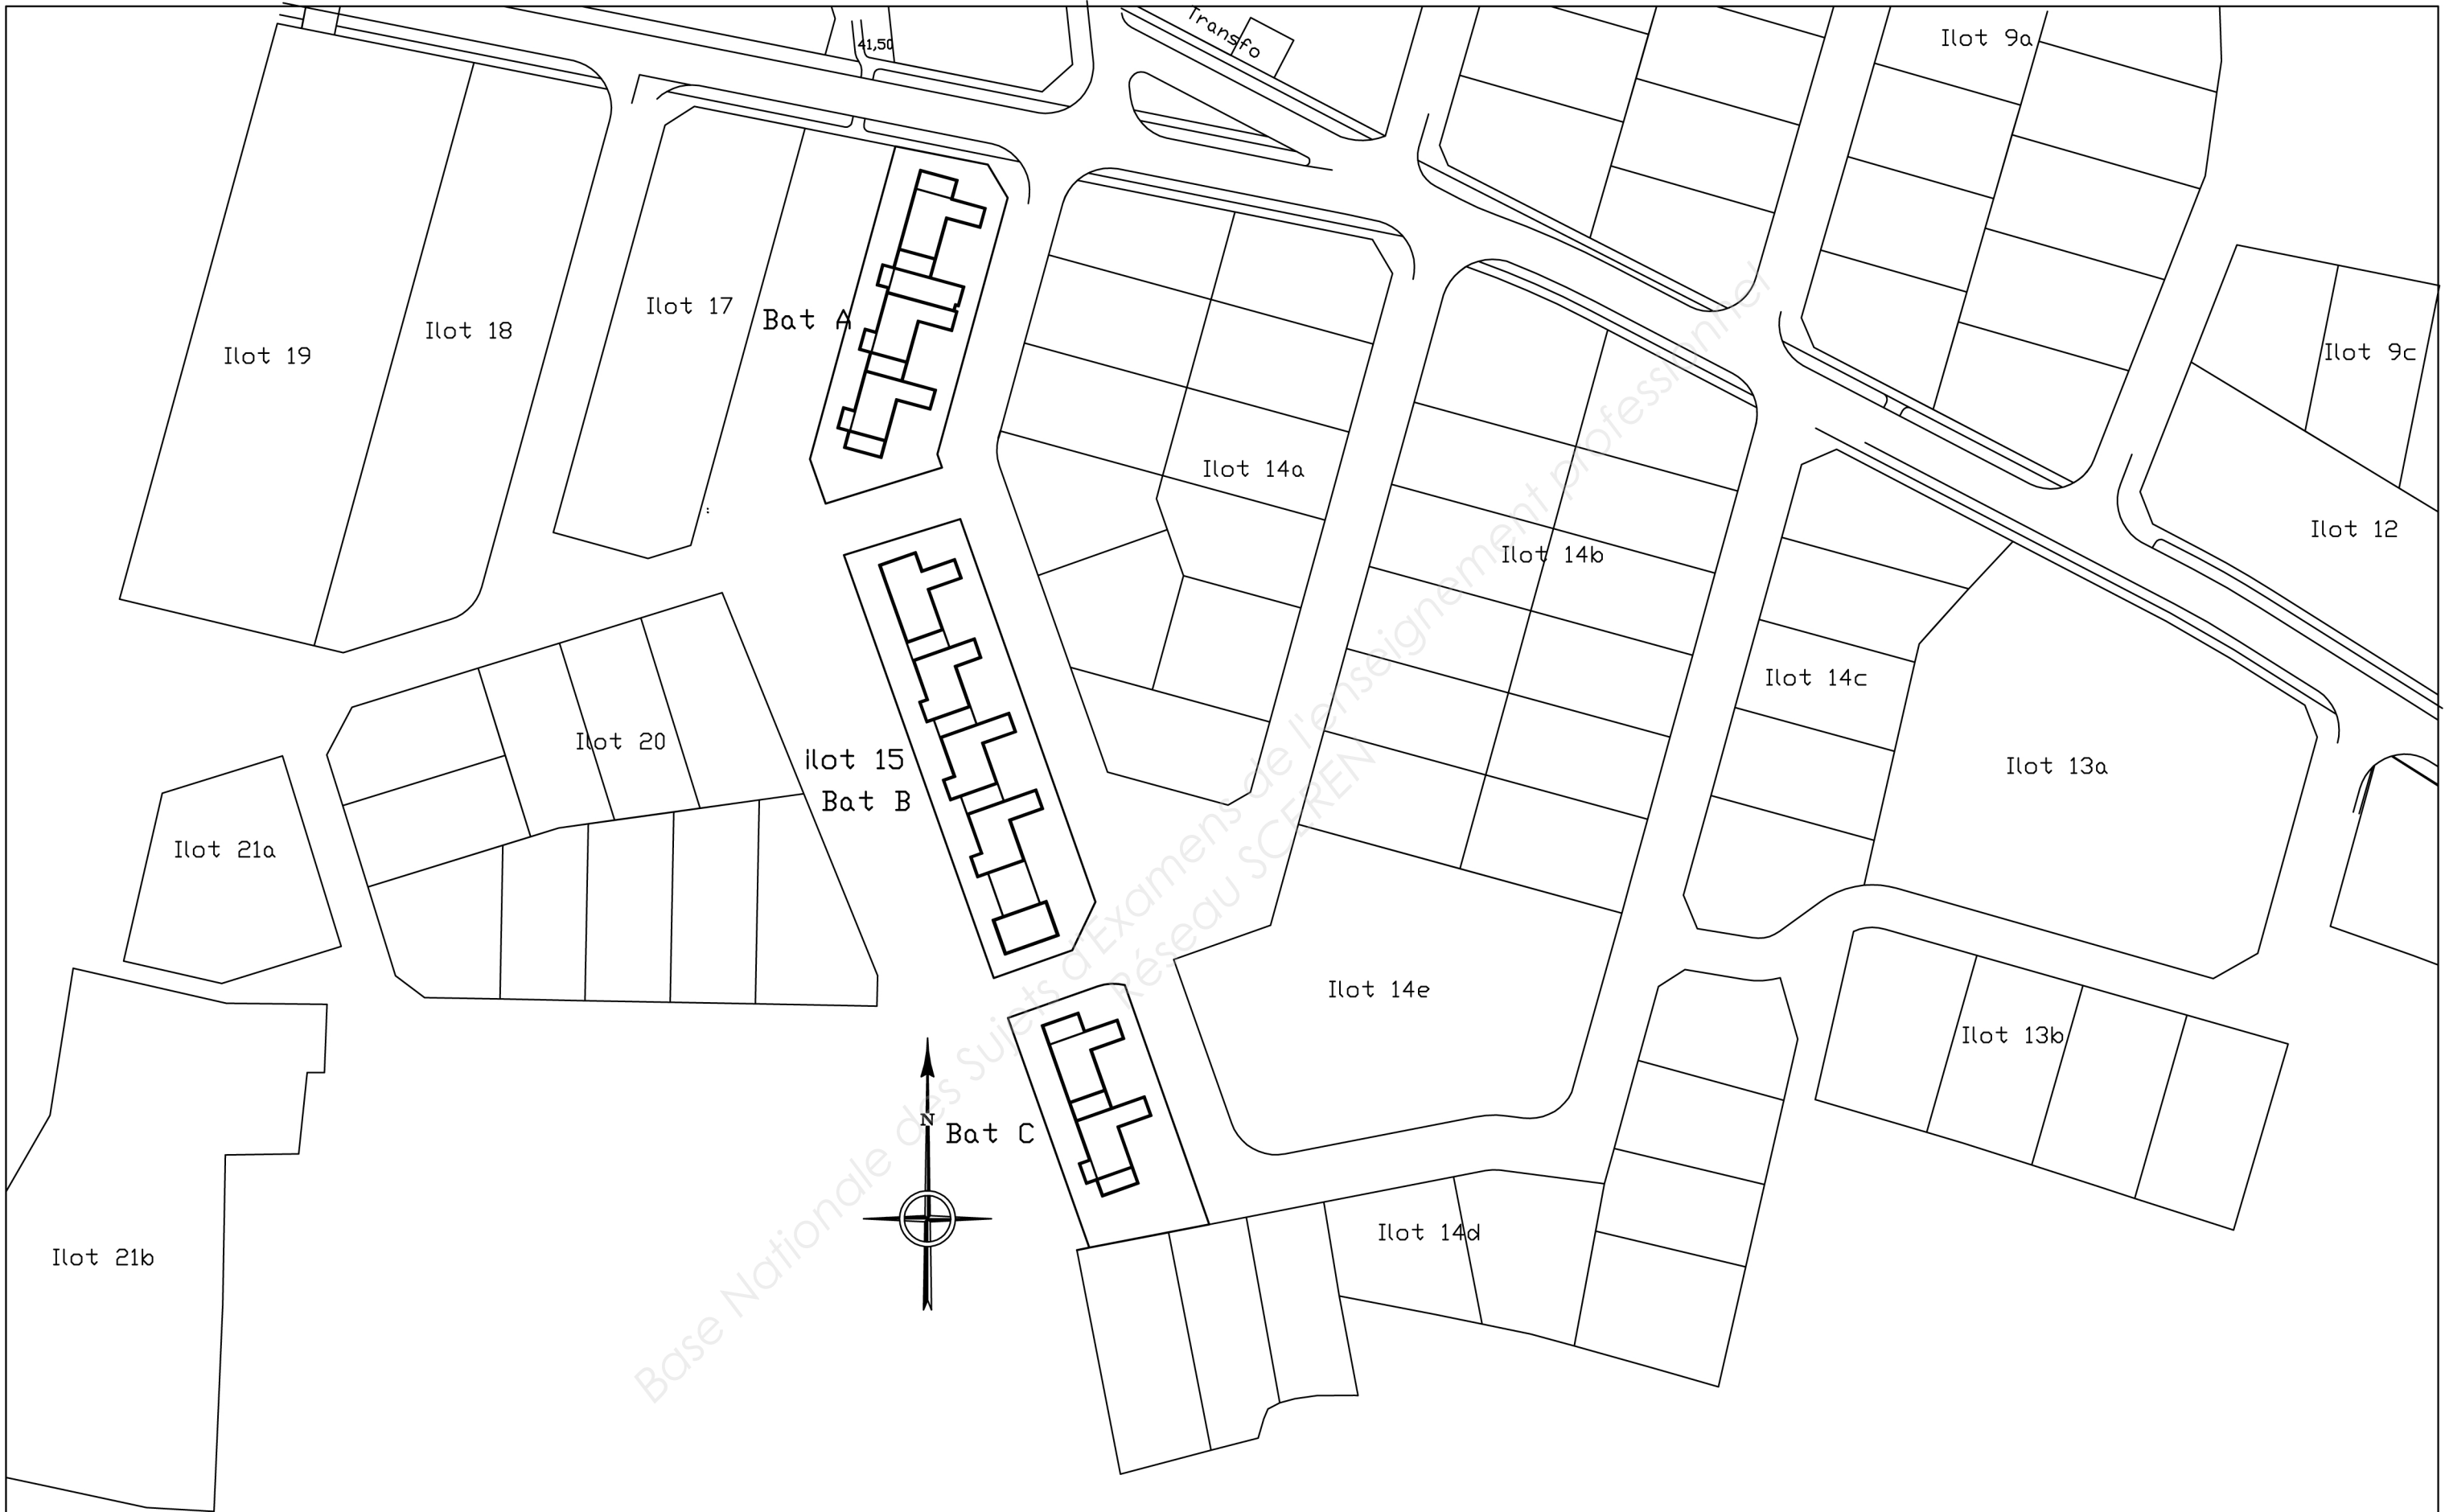 Transfo
41,50
Ilot 9a
Ilot 17
Bat A
Ilot 18
Ilot 19
Ilot 9c
Ilot 14a
Ilot 12
Ilot 14b
Ilot 14c
Ilot 20
ilot 15
Bat B
Ilot 13a
Ilot 21a
Ilot 14e
Ilot 13b
N
Bat C
Ilot 14d
Ilot 21b
Base Nationale des Sujets d'Examens de l'enseignement professionnel
Réseau SCEREN